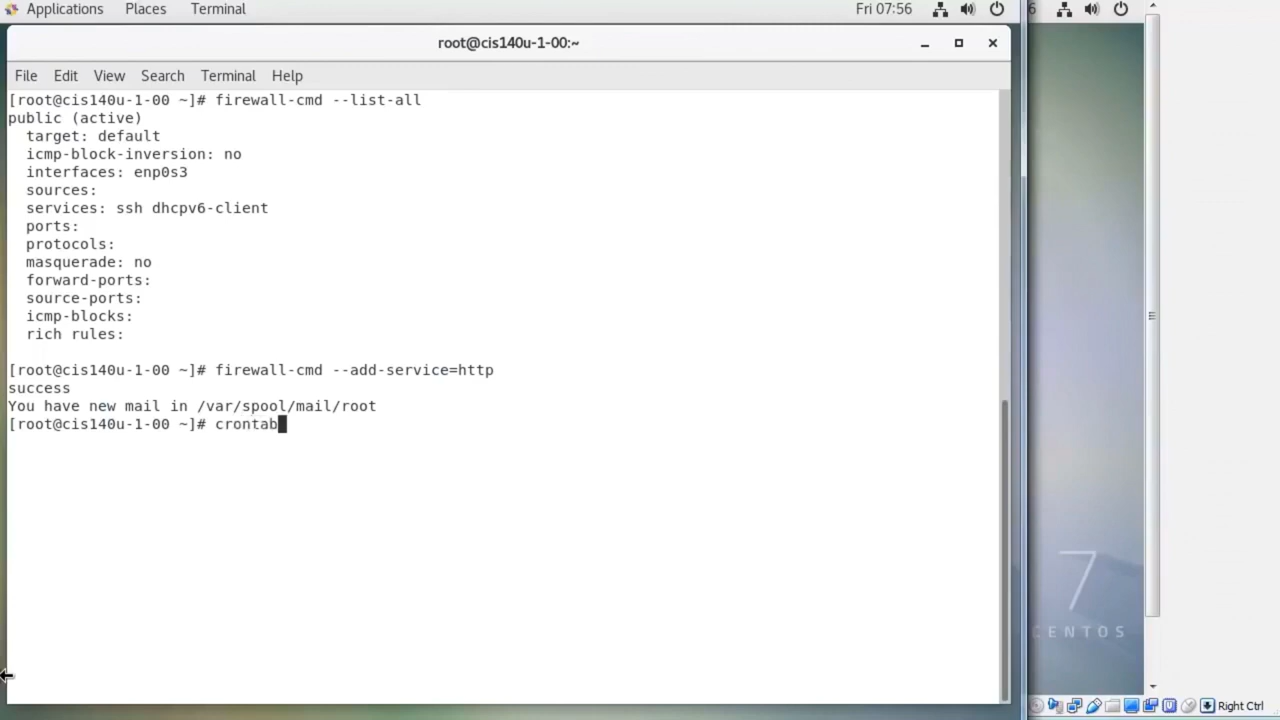 Applications Places Terminal Fri 07:56
6
root@cis140u-1-00:~
File Edit View Search Terminal Help
[root@cis140u-1-00 ~]# firewall-cmd --list-all
public (active)
target: default
icmp-block-inversion: no
interfaces: enp0s3
sources:
services: ssh dhcpv6-client
ports:
protocols:
masquerade: no
forward-ports:
source-ports:
icmp-blocks:
rich rules:
[root@cis140u-1-00 ~]# firewall-cmd --add-service=http
success
You have new mail in /var/spool/mail/root
[root@cis140u-1-00 ~]# crontab
7
CENTOS
Right Ctrl